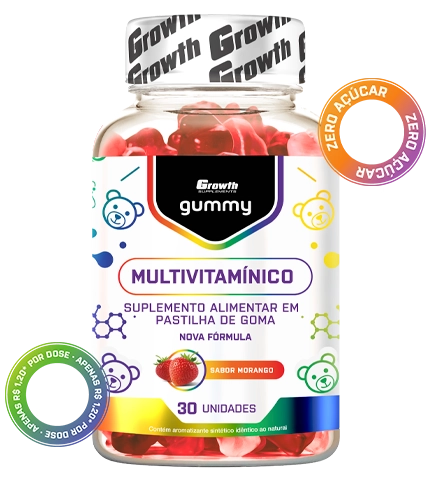 Growth
Growth
ZERO AÇÚCAR
ZERO AÇÚCAR
Growth
SUPPLEMENTS
gummy
MULTIVITAMÍNICO
SUPLEMENTO ALIMENTAR EM
PASTILHA DE GOMA
NOVA FÓRMULA
SABOR MORANGO
30 UNIDADES
Contém aromatizante sintético idêntico ao natural
APENAS R$ 1,20* POR DOSE • APENAS R$ 1,20* POR DOSE •